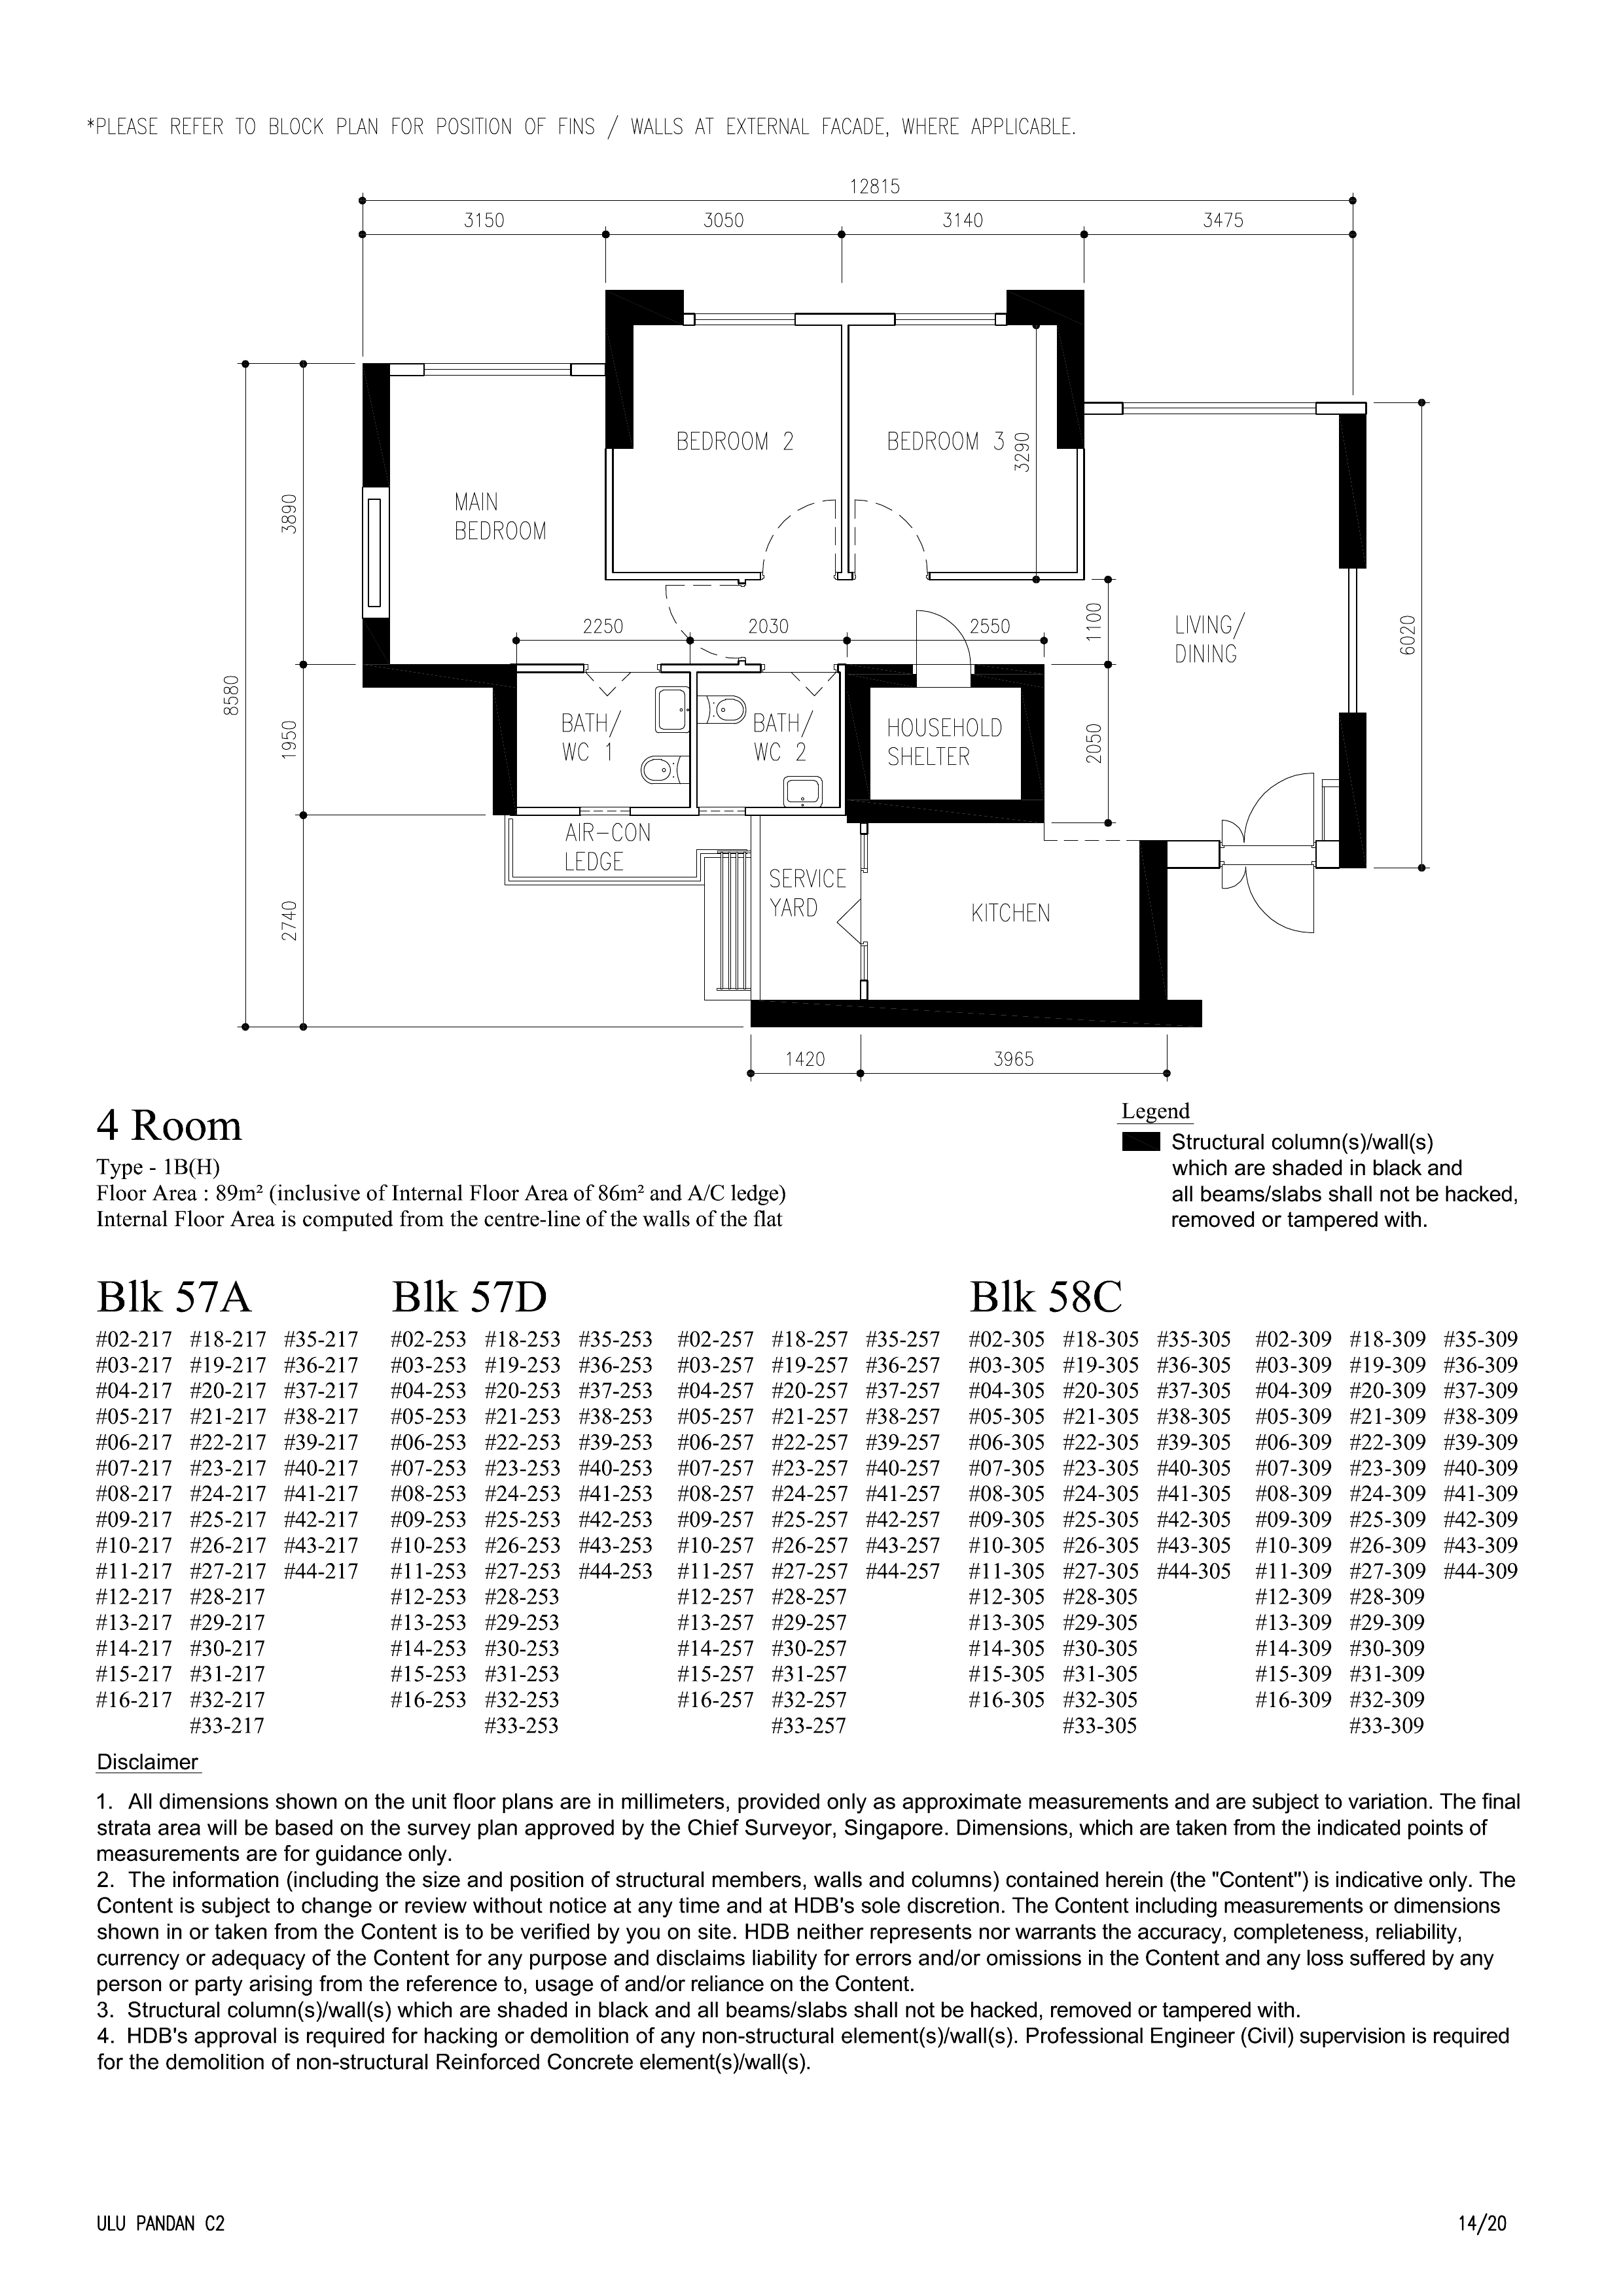 *PLEASE REFER TO BLOCK PLAN FOR POSITION OF FINS / WALLS AT EXTERNAL FACADE, WHERE APPLICABLE.
12815
3150 3050 3140 3475
BEDROOM 2 BEDROOM 3
3290
MAIN
BEDROOM
3890
8580
2250 2030 2550
1100
LIVING/
DINING
6020
1950
BATH/
WC 1
BATH/
WC 2
HOUSEHOLD
SHELTER
2050
AIR-CON
LEDGE
SERVICE
YARD
KITCHEN
2740
1420 3965
4 Room
Type - 1B(H)
Floor Area : 89m² (inclusive of Internal Floor Area of 86m² and A/C ledge)
Internal Floor Area is computed from the centre-line of the walls of the flat
Legend
Structural column(s)/wall(s)
which are shaded in black and
all beams/slabs shall not be hacked,
removed or tampered with.
Blk 57A Blk 57D Blk 58C
#02-217 #18-217 #35-217 #02-253 #18-253 #35-253 #02-257 #18-257 #35-257 #02-305 #18-305 #35-305 #02-309 #18-309 #35-309
#03-217 #19-217 #36-217 #03-253 #19-253 #36-253 #03-257 #19-257 #36-257 #03-305 #19-305 #36-305 #03-309 #19-309 #36-309
#04-217 #20-217 #37-217 #04-253 #20-253 #37-253 #04-257 #20-257 #37-257 #04-305 #20-305 #37-305 #04-309 #20-309 #37-309
#05-217 #21-217 #38-217 #05-253 #21-253 #38-253 #05-257 #21-257 #38-257 #05-305 #21-305 #38-305 #05-309 #21-309 #38-309
#06-217 #22-217 #39-217 #06-253 #22-253 #39-253 #06-257 #22-257 #39-257 #06-305 #22-305 #39-305 #06-309 #22-309 #39-309
#07-217 #23-217 #40-217 #07-253 #23-253 #40-253 #07-257 #23-257 #40-257 #07-305 #23-305 #40-305 #07-309 #23-309 #40-309
#08-217 #24-217 #41-217 #08-253 #24-253 #41-253 #08-257 #24-257 #41-257 #08-305 #24-305 #41-305 #08-309 #24-309 #41-309
#09-217 #25-217 #42-217 #09-253 #25-253 #42-253 #09-257 #25-257 #42-257 #09-305 #25-305 #42-305 #09-309 #25-309 #42-309
#10-217 #26-217 #43-217 #10-253 #26-253 #43-253 #10-257 #26-257 #43-257 #10-305 #26-305 #43-305 #10-309 #26-309 #43-309
#11-217 #27-217 #44-217 #11-253 #27-253 #44-253 #11-257 #27-257 #44-257 #11-305 #27-305 #44-305 #11-309 #27-309 #44-309
#12-217 #28-217 #12-253 #28-253 #12-257 #28-257 #12-305 #28-305 #12-309 #28-309
#13-217 #29-217 #13-253 #29-253 #13-257 #29-257 #13-305 #29-305 #13-309 #29-309
#14-217 #30-217 #14-253 #30-253 #14-257 #30-257 #14-305 #30-305 #14-309 #30-309
#15-217 #31-217 #15-253 #31-253 #15-257 #31-257 #15-305 #31-305 #15-309 #31-309
#16-217 #32-217 #16-253 #32-253 #16-257 #32-257 #16-305 #32-305 #16-309 #32-309
#33-217 #33-253 #33-257 #33-305 #33-309
Disclaimer
1. All dimensions shown on the unit floor plans are in millimeters, provided only as approximate measurements and are subject to variation. The final
strata area will be based on the survey plan approved by the Chief Surveyor, Singapore. Dimensions, which are taken from the indicated points of
measurements are for guidance only.
2. The information (including the size and position of structural members, walls and columns) contained herein (the "Content") is indicative only. The
Content is subject to change or review without notice at any time and at HDB's sole discretion. The Content including measurements or dimensions
shown in or taken from the Content is to be verified by you on site. HDB neither represents nor warrants the accuracy, completeness, reliability,
currency or adequacy of the Content for any purpose and disclaims liability for errors and/or omissions in the Content and any loss suffered by any
person or party arising from the reference to, usage of and/or reliance on the Content.
3. Structural column(s)/wall(s) which are shaded in black and all beams/slabs shall not be hacked, removed or tampered with.
4. HDB's approval is required for hacking or demolition of any non-structural element(s)/wall(s). Professional Engineer (Civil) supervision is required
for the demolition of non-structural Reinforced Concrete element(s)/wall(s).
ULU PANDAN C2 14/20